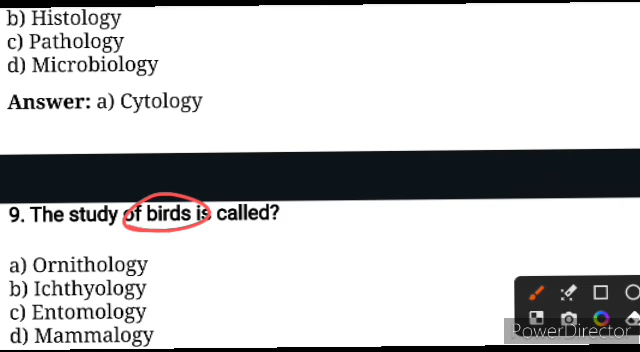 b) Histology
c) Pathology
d) Microbiology
Answer: a) Cytology
9. The study of birds is called?
a) Ornithology
b) Ichthyology
c) Entomology
d) Mammalogy
PowerDirector